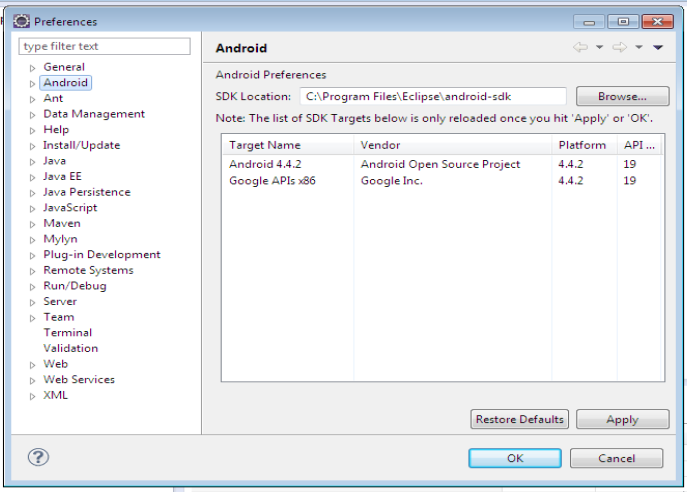 Preferences
type filter text
General
Android
Ant
Data Management
Help
Install/Update
Java
Java EE
Java Persistence
JavaScript
Maven
Mylyn
Plug-in Development
Remote Systems
Run/Debug
Server
Team
Terminal
Validation
Web
Web Services
XML
Android
Android Preferences
SDK Location: C:\Program Files\Eclipse\android-sdk Browse...
Note: The list of SDK Targets below is only reloaded once you hit 'Apply' or 'OK'.
Target Name Vendor Platform API ...
Android 4.4.2 Android Open Source Project 4.4.2 19
Google APIs x86 Google Inc. 4.4.2 19
Restore Defaults Apply
? OK Cancel